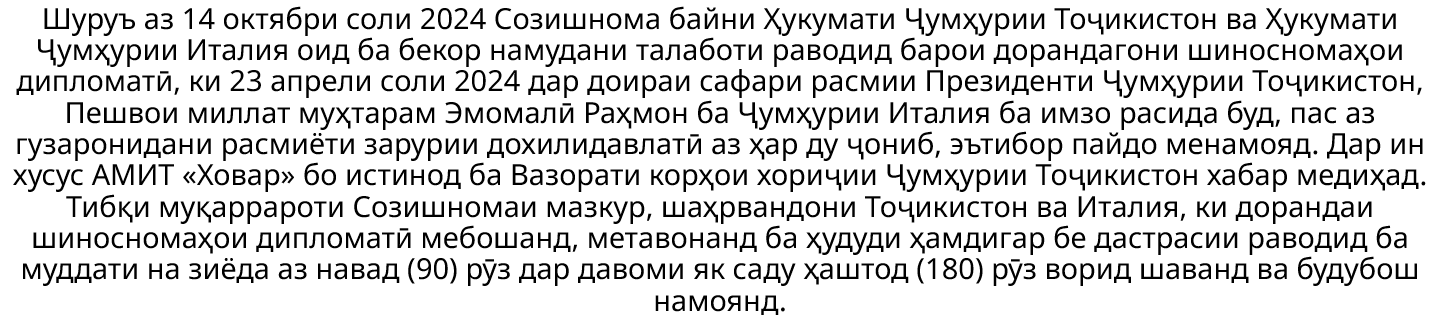 Шуруъ аз 14 октябри соли 2024 Созишнома байни Ҳукумати Ҷумҳурии Тоҷикистон ва Ҳукумати
Ҷумҳурии Италия оид ба бекор намудани талаботи раводид барои дорандагони шиносномаҳои
дипломатӣ, ки 23 апрели соли 2024 дар доираи сафари расмии Президенти Ҷумҳурии Тоҷикистон,
Пешвои миллат муҳтарам Эмомалӣ Раҳмон ба Ҷумҳурии Италия ба имзо расида буд, пас аз
гузаронидани расмиёти зарурии дохилидавлатӣ аз ҳар ду ҷониб, эътибор пайдо менамояд. Дар ин
хусус АМИТ «Ховар» бо истинод ба Вазорати корҳои хориҷии Ҷумҳурии Тоҷикистон хабар медиҳад.
Тибқи муқаррароти Созишномаи мазкур, шаҳрвандони Тоҷикистон ва Италия, ки дорандаи
шиносномаҳои дипломатӣ мебошанд, метавонанд ба ҳудуди ҳамдигар бе дастрасии раводид ба
муддати на зиёда аз навад (90) рӯз дар давоми як саду ҳаштод (180) рӯз ворид шаванд ва будубош
намоянд.